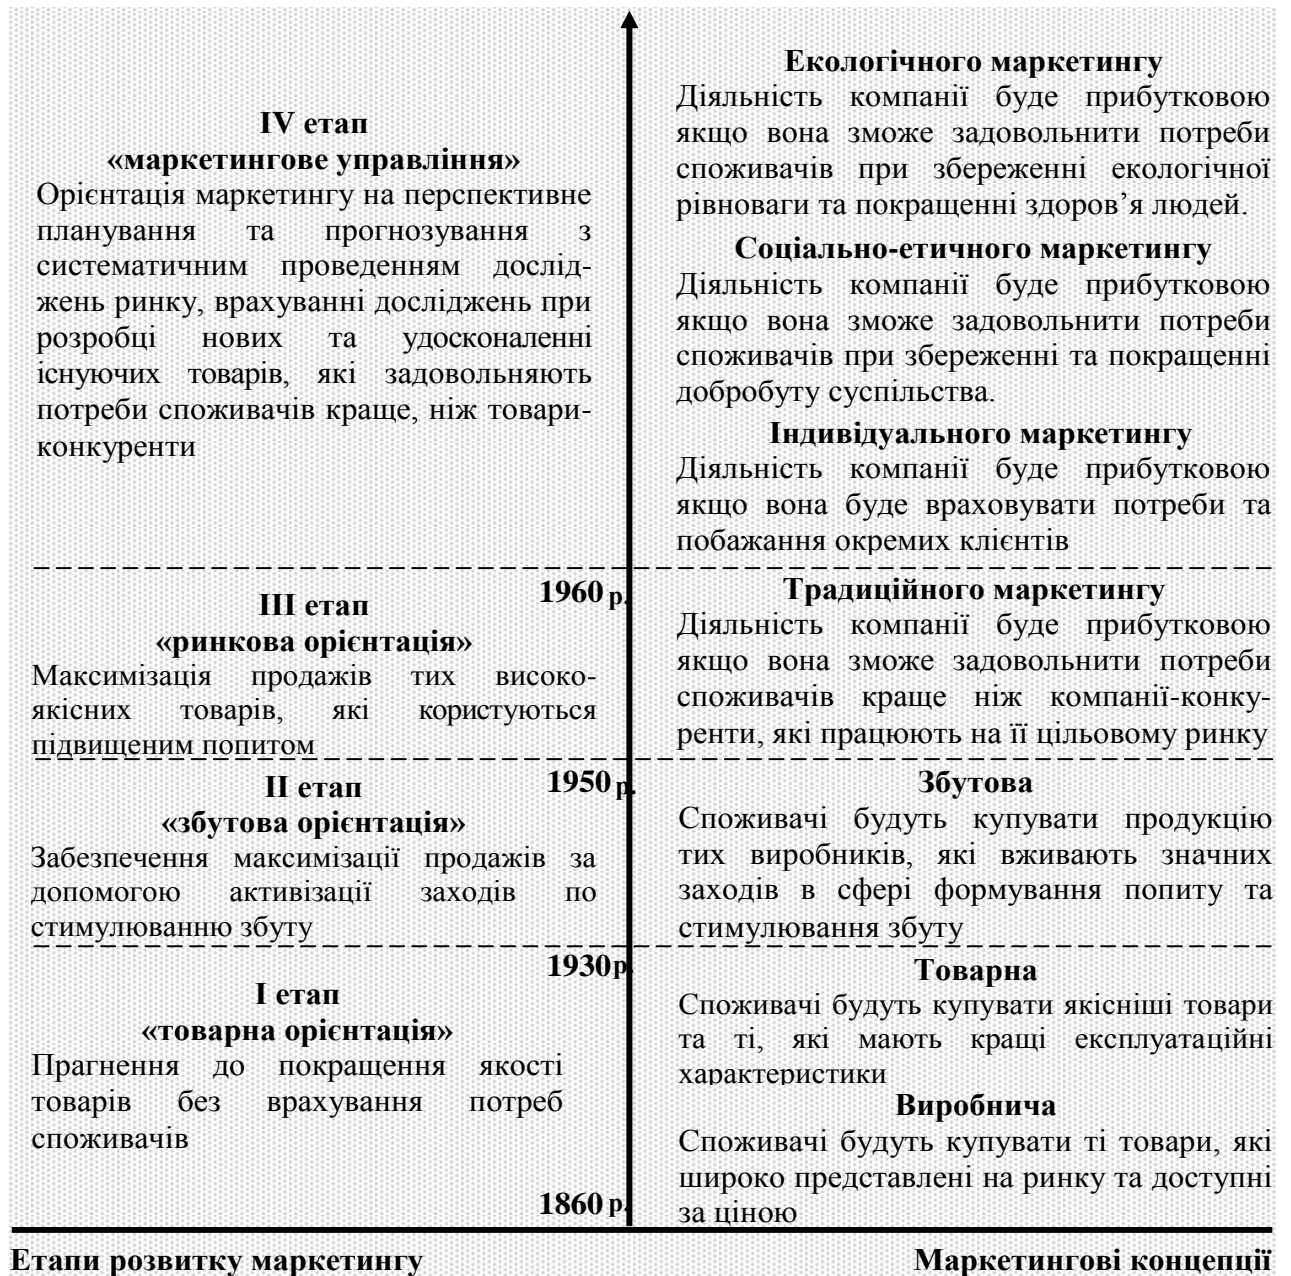 IV етап
«маркетингове управління»
Орієнтація маркетингу на перспективне
планування та прогнозування з
систематичним проведенням дослід-
жень ринку, врахуванні досліджень при
розробці нових та удосконаленні
існуючих товарів, які задовольняють
потреби споживачів краще, ніж товари-
конкуренти
Екологічного маркетингу
Діяльність компанії буде прибутковою
якщо вона зможе задовольнити потреби
споживачів при збереженні екологічної
рівноваги та покращенні здоров’я людей.
Соціально-етичного маркетингу
Діяльність компанії буде прибутковою
якщо вона зможе задовольнити потреби
споживачів при збереженні та покращенні
добробуту суспільства.
Індивідуального маркетингу
Діяльність компанії буде прибутковою
якщо вона буде враховувати потреби та
побажання окремих клієнтів
1960 р.
III етап
«ринкова орієнтація»
Максимізація продажів тих високо-
якісних товарів, які користуються
підвищеним попитом
Традиційного маркетингу
Діяльність компанії буде прибутковою
якщо вона зможе задовольнити потреби
споживачів краще ніж компанії-конку-
ренти, які працюють на її цільовому ринку
1950 р.
II етап
«збутова орієнтація»
Забезпечення максимізації продажів за
допомогою активізації заходів по
стимулюванню збуту
Збутова
Споживачі будуть купувати продукцію
тих виробників, які вживають значних
заходів в сфері формування попиту та
стимулювання збуту
1930р.
I етап
«товарна орієнтація»
Прагнення до покращення якості
товарів без врахування потреб
споживачів
Товарна
Споживачі будуть купувати якісніші товари
та ті, які мають кращі експлуатаційні
характеристики
Виробнича
Споживачі будуть купувати ті товари, які
широко представлені на ринку та доступні
за ціною
1860 р.
Етапи розвитку маркетингу
Маркетингові концепції